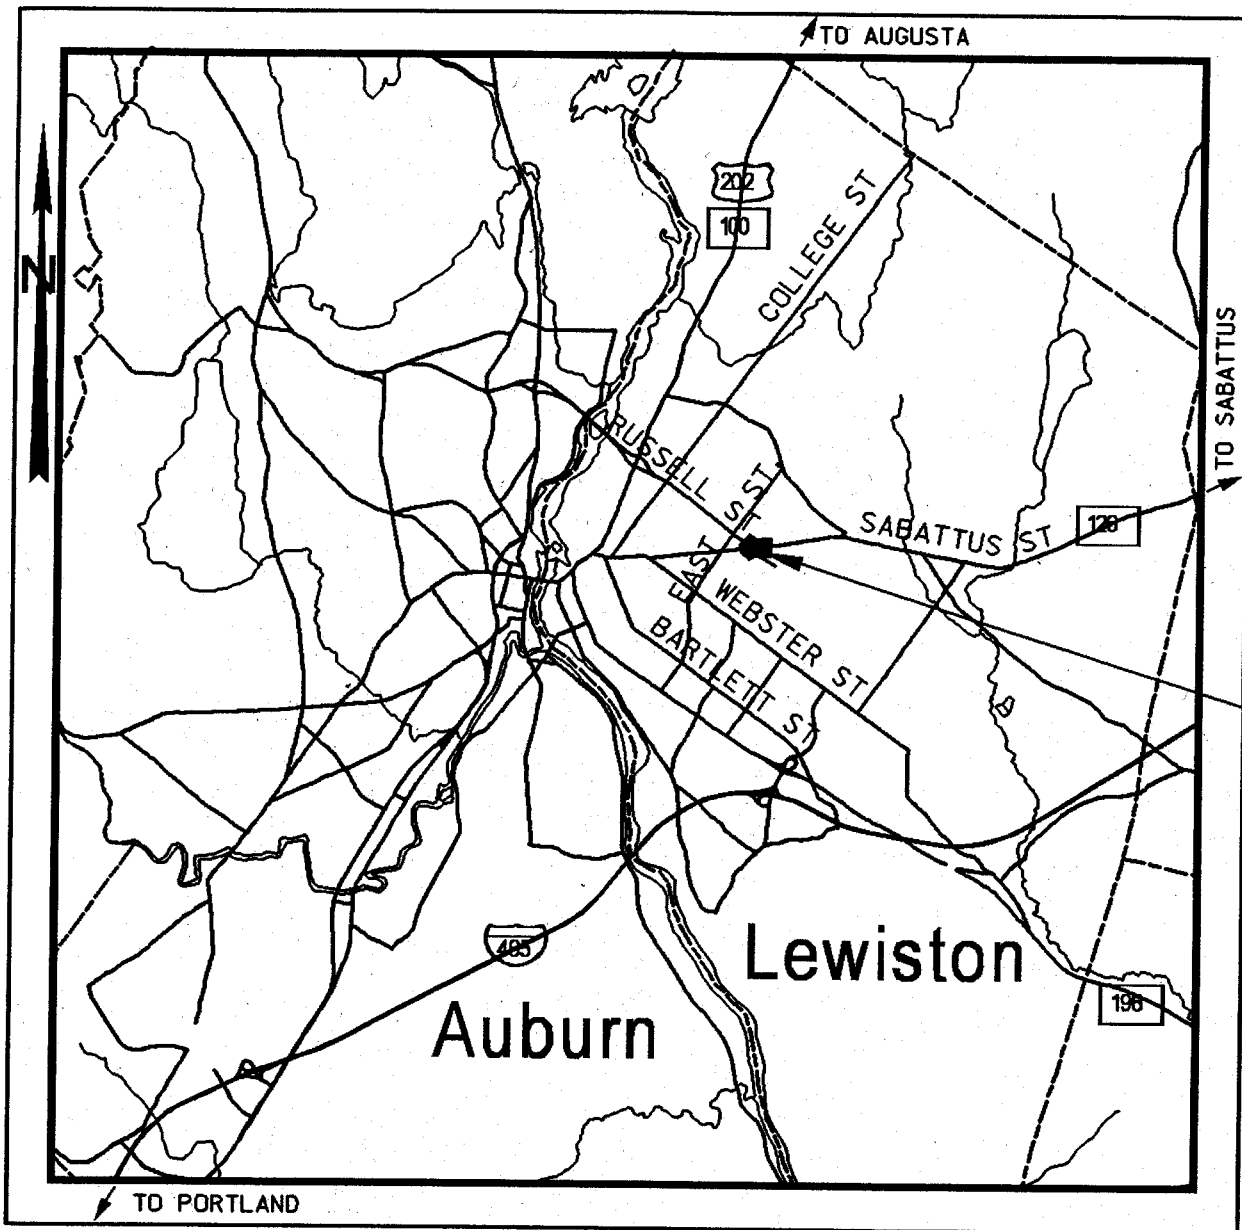 TO AUGUSTA
202
100
COLLEGE ST
N
TO SABATTUS
RUSSELL ST
EAST ST.
SABATTUS ST
126
WEBSTER ST
BARTLETT ST
495
Lewiston
Auburn
196
TO PORTLAND